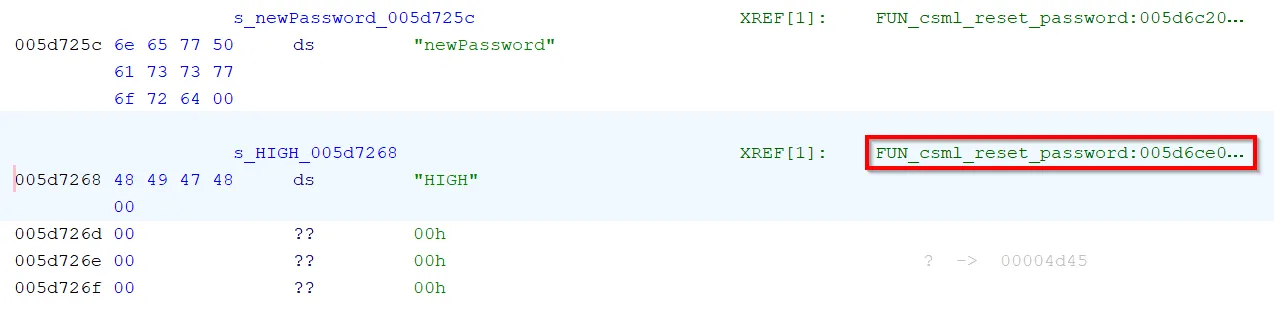 s_newPassword_005d725c XREF[1]: FUN_csml_reset_password:005d6c20...
005d725c 6e 65 77 50 ds "newPassword"
61 73 73 77
6f 72 64 00
s_HIGH_005d7268 XREF[1]: FUN_csml_reset_password:005d6ce0...
005d7268 48 49 47 48 ds "HIGH"
00
005d726d 00 ?? 00h
005d726e 00 ?? 00h ? -> 00004d45
005d726f 00 ?? 00h